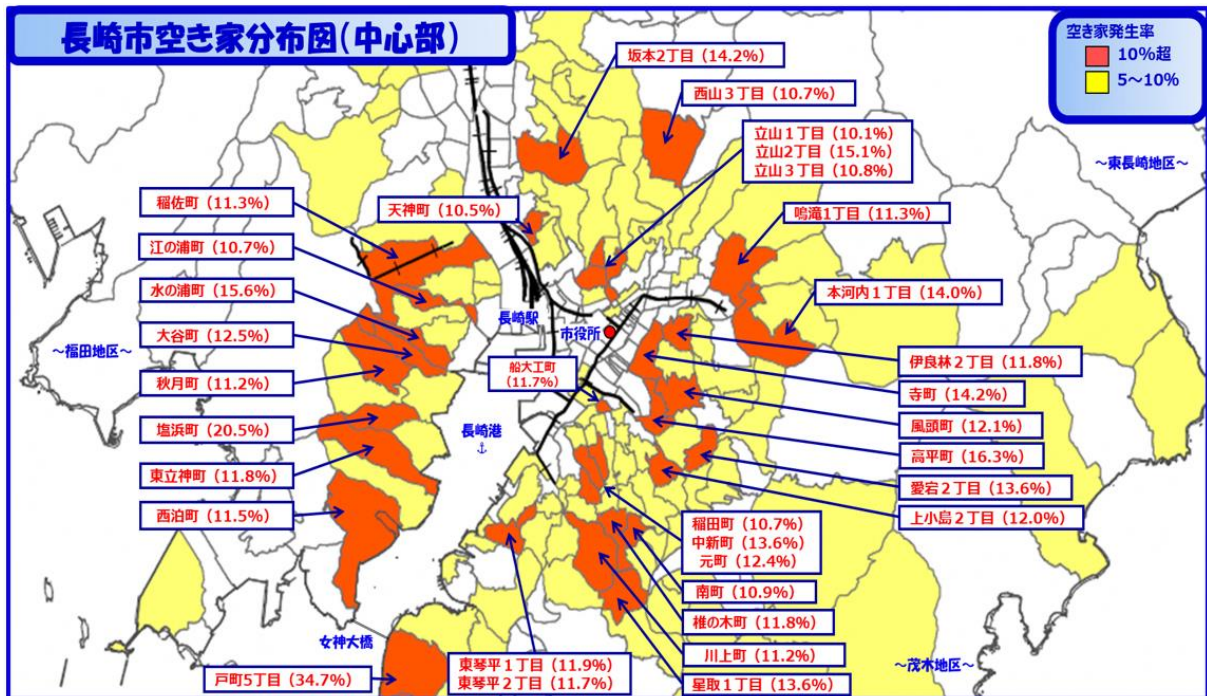 長崎市空き家分布図(中心部)
空き家発生率
10%超
5~10%
坂本2丁目(14.2%)
西山3丁目(10.7%)
立山1丁目(10.1%)
立山2丁目(15.1%)
立山3丁目(10.8%)
~東長崎地区~
稲佐町(11.3%)
天神町(10.5%)
鳴滝1丁目(11.3%)
江の浦町(10.7%)
水の浦町(15.6%)
本河内1丁目(14.0%)
長崎駅
市役所
大谷町(12.5%)
~福田地区~
船大工町
(11.7%)
伊良林2丁目(11.8%)
秋月町(11.2%)
寺町(14.2%)
塩浜町(20.5%)
長崎港
風頭町(12.1%)
高平町(16.3%)
東立神町(11.8%)
愛宕2丁目(13.6%)
西泊町(11.5%)
上小島2丁目(12.0%)
稲田町(10.7%)
中新町(13.6%)
元町(12.4%)
南町(10.9%)
椎の木町(11.8%)
女神大橋
川上町(11.2%)
~茂木地区~
東琴平1丁目(11.9%)
東琴平2丁目(11.7%)
戸町5丁目(34.7%)
星取1丁目(13.6%)